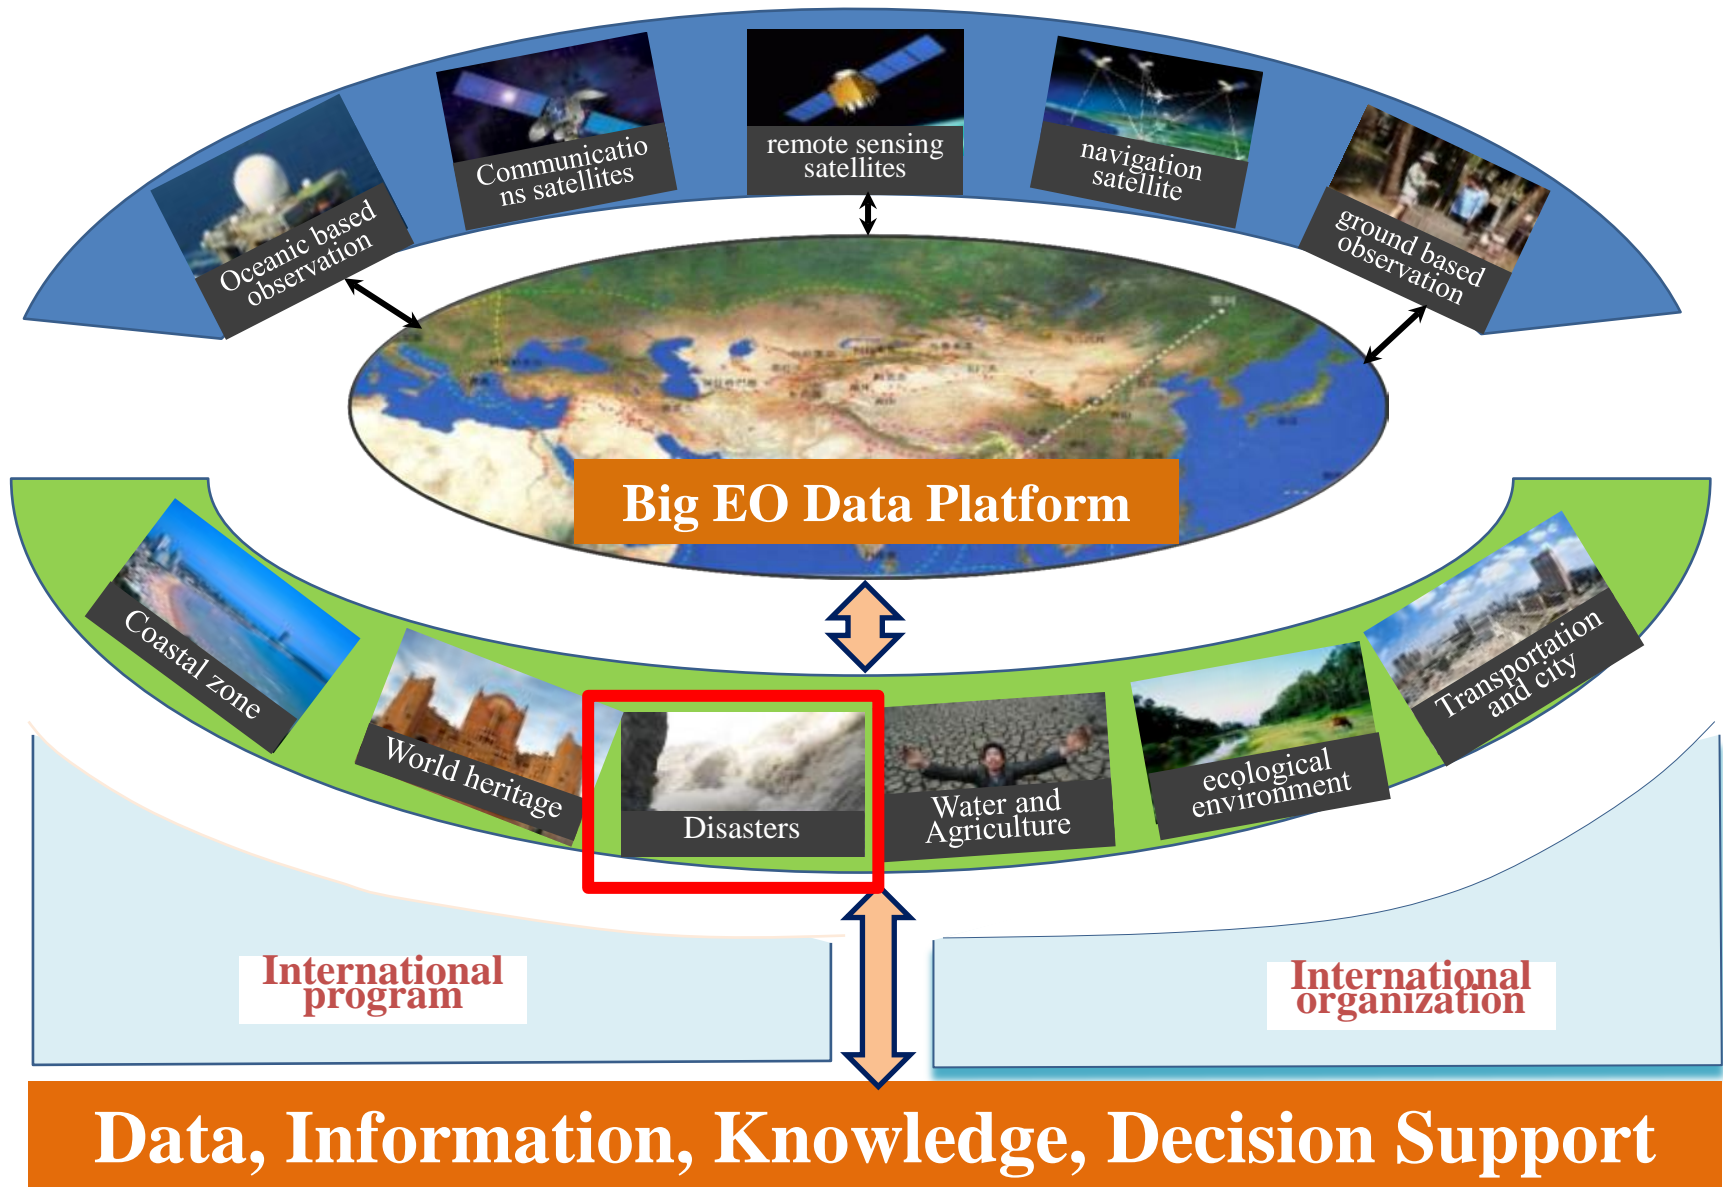 Communicatio
ns satellites
remote sensing
satellites
navigation
satellite
Oceanic based
observation
ground based
observation
Big EO Data Platform
Coastal zone
World heritage
Disasters
Water and
Agriculture
ecological
environment
Transportation
and city
International
program
International
organization
Data, Information, Knowledge, Decision Support